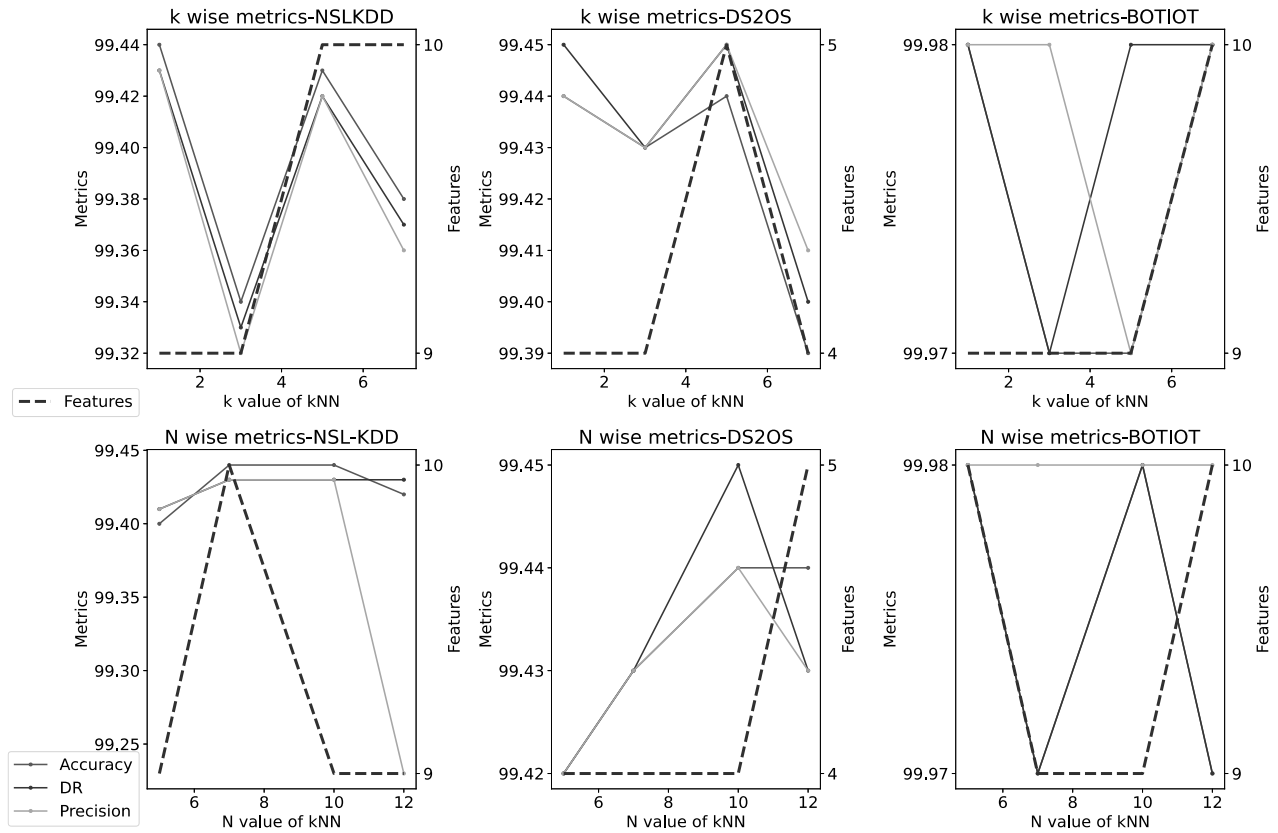 k wise metrics-NSLKDD
99.44
99.42
99.40
99.38
99.36
99.34
99.32
Metrics
10
9
Features
2
4
6
k value of kNN
k wise metrics-DS2OS
99.45
99.44
99.43
99.42
99.41
99.40
99.39
Metrics
5
4
Features
2
4
6
k value of kNN
k wise metrics-BOTIOT
99.98
99.97
Metrics
10
9
Features
2
4
6
k value of kNN
Features
N wise metrics-NSL-KDD
99.45
99.40
99.35
99.30
99.25
Metrics
10
9
Features
6
8
10
12
N value of kNN
Accuracy
DR
Precision
N wise metrics-DS2OS
99.45
99.44
99.43
99.42
Metrics
5
4
Features
6
8
10
12
N value of kNN
N wise metrics-BOTIOT
99.98
99.97
Metrics
10
9
Features
6
8
10
12
N value of kNN